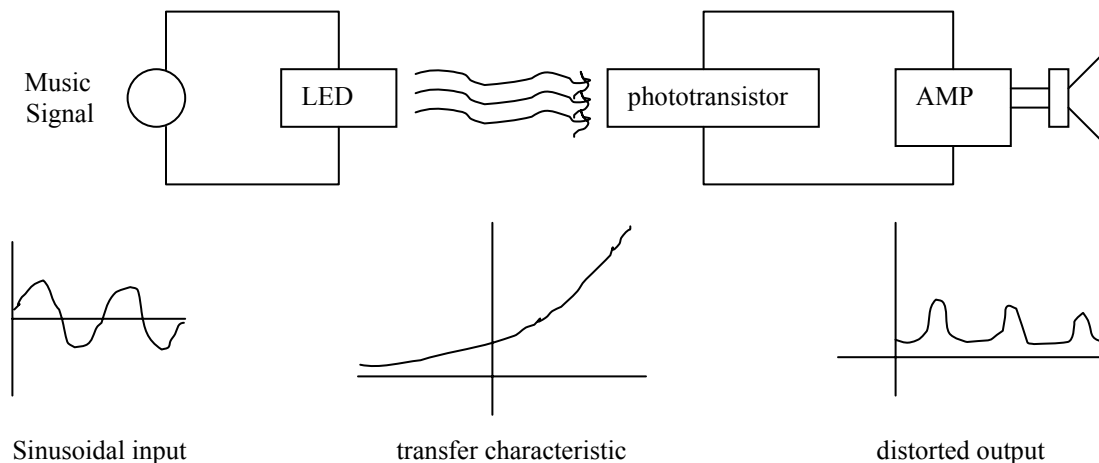 Music
Signal
LED
phototransistor
AMP
Sinusoidal input
transfer characteristic
distorted output